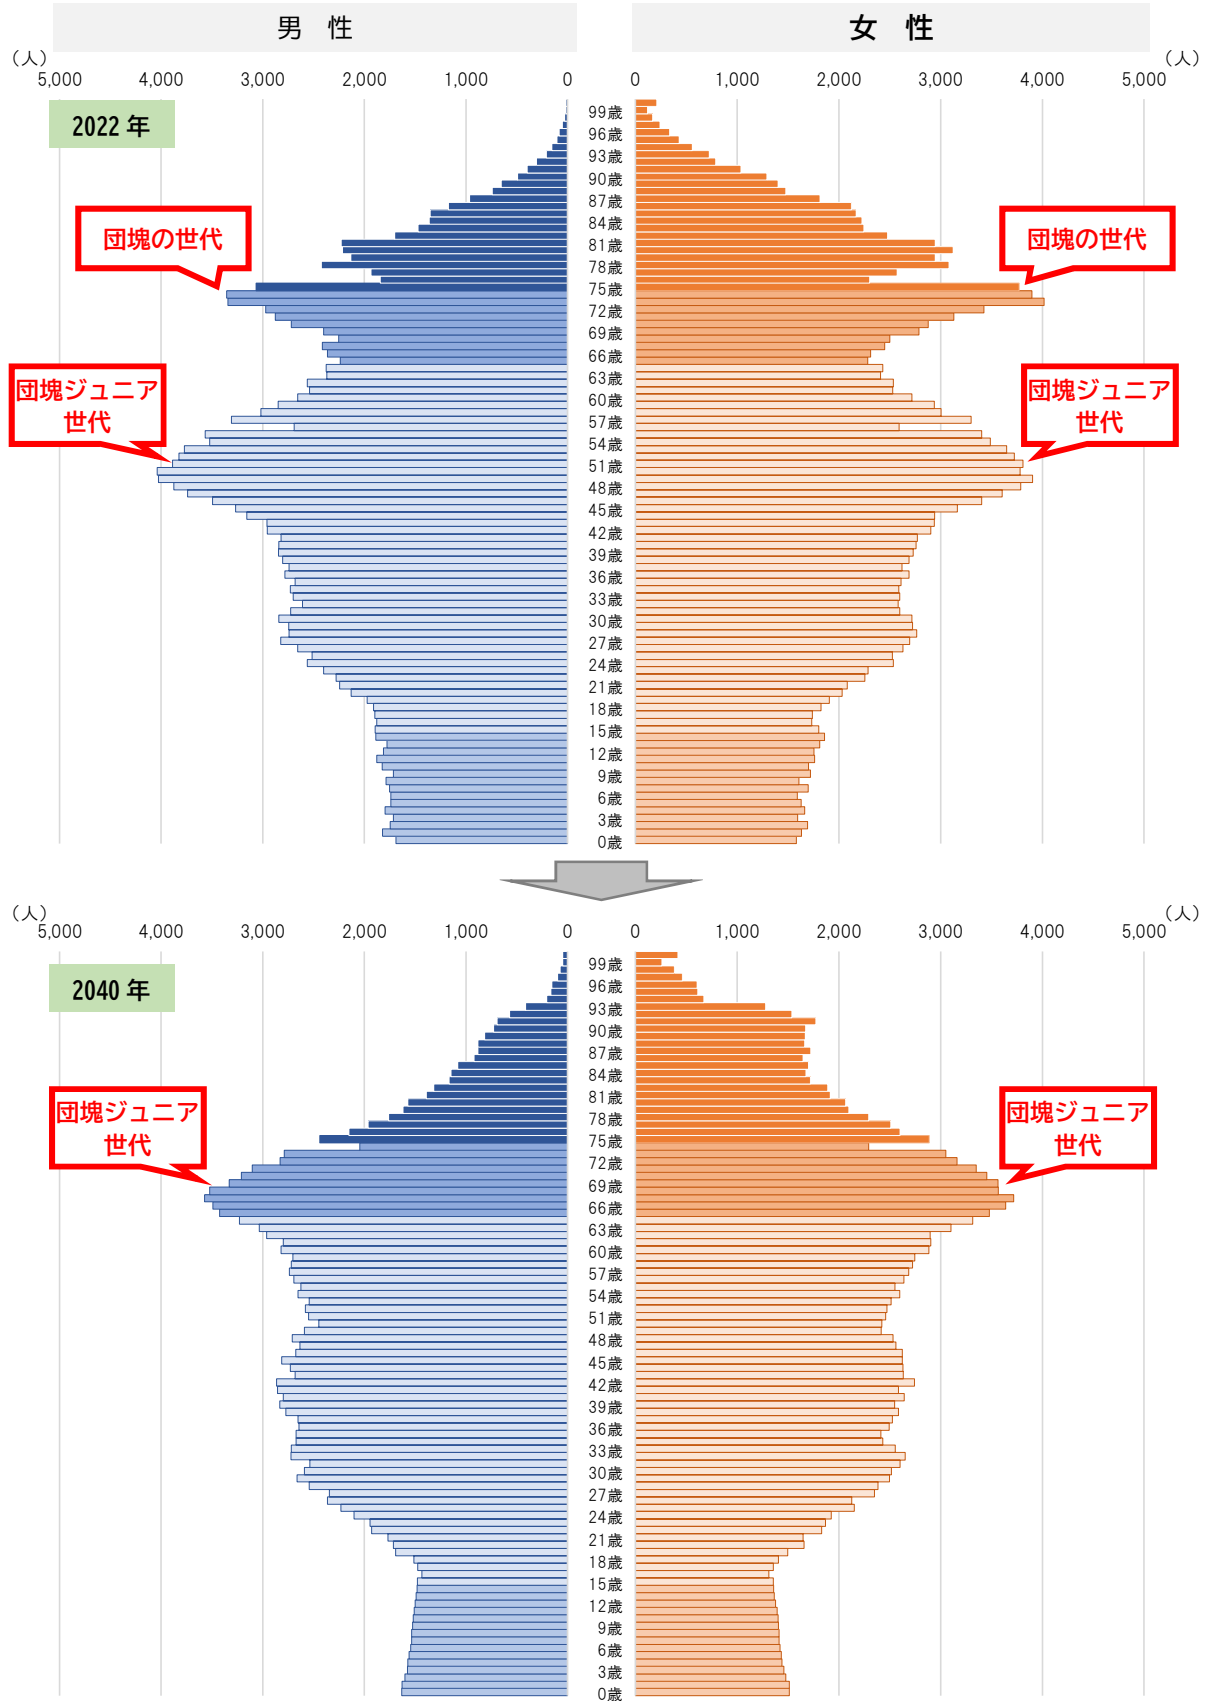 男 性
女 性
（人）
（人）
5,000 4,000 3,000 2,000 1,000 0
0 1,000 2,000 3,000 4,000 5,000
2022 年
99歳
96歳
93歳
90歳
87歳
84歳
団塊の世代
団塊の世代
81歳
78歳
75歳
72歳
69歳
66歳
63歳
団塊ジュニア
世代
団塊ジュニア
世代
60歳
57歳
54歳
51歳
48歳
45歳
42歳
39歳
36歳
33歳
30歳
27歳
24歳
21歳
18歳
15歳
12歳
9歳
6歳
3歳
0歳
（人）
（人）
5,000 4,000 3,000 2,000 1,000 0
0 1,000 2,000 3,000 4,000 5,000
2040 年
99歳
96歳
93歳
90歳
87歳
84歳
81歳
団塊ジュニア
世代
団塊ジュニア
世代
78歳
75歳
72歳
69歳
66歳
63歳
60歳
57歳
54歳
51歳
48歳
45歳
42歳
39歳
36歳
33歳
30歳
27歳
24歳
21歳
18歳
15歳
12歳
9歳
6歳
3歳
0歳